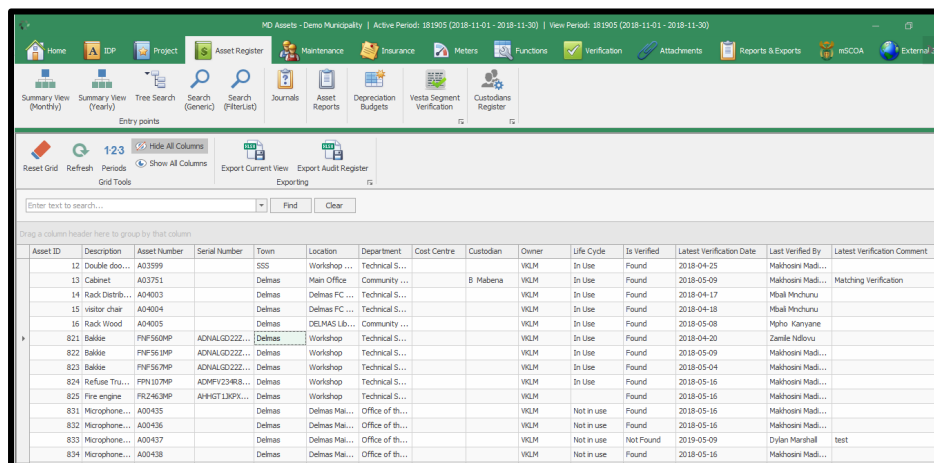 MD Assets - Demo Municipality | Active Period: 181905 (2018-11-01 - 2018-11-30) | View Period: 181905 (2018-11-01 - 2018-11-30)
Home IDP Project Asset Register Maintenance Insurance Meters Functions Verification Attachments Reports & Exports mSCOA External
Summary View (Monthly) Summary View (Yearly) Tree Search Search (Generic) Search (FilterList) Journals Asset Reports Depreciation Budgets Vesta Segment Verification Custodians Register
Entry points
Reset Grid Refresh 1·2·3 Periods Hide All Columns Show All Columns Export Current View Export Audit Register
Grid Tools Exporting
Enter text to search... Find Clear
Drag a column header here to group by that column
Asset ID Description Asset Number Serial Number Town Location Department Cost Centre Custodian Owner Life Cycle Is Verified Latest Verification Date Last Verified By Latest Verification Comment
12 Double doo... A03599 SSS Workshop ... Technical S... VKLM In Use Found 2018-04-25 Makhosini Madi...
13 Cabinet A03751 Delmas Main Office Community ... B Mabena VKLM In Use Found 2018-05-09 Makhosini Madi... Matching Verification
14 Rack Distrib... A04003 Delmas Delmas FC ... Technical S... VKLM In Use Found 2018-04-17 Mbali Mnchunu
15 visitor chair A04004 Delmas Delmas FC ... Technical S... VKLM In Use Found 2018-04-18 Mbali Mnchunu
16 Rack Wood A04005 Delmas DELMAS Lib... Community ... VKLM In Use Found 2018-05-08 Mpho Kanyane
821 Bakkie FNF560MP ADNALGD22Z... Delmas Workshop Technical S... VKLM In Use Found 2018-04-20 Zamile Ndlovu
822 Bakkie FNF561MP ADNALGD22Z... Delmas Workshop Technical S... VKLM In Use Found 2018-05-09 Makhosini Madi...
823 Bakkie FNF567MP ADNALGD22Z... Delmas Workshop Technical S... VKLM In Use Found 2018-05-04 Makhosini Madi...
824 Refuse Tru... FPN107MP ADMFV234R8... Delmas Workshop Technical S... VKLM In Use Found 2018-05-16 Makhosini Madi...
825 Fire engine FRZ463MP AHHGT1JKPX... Delmas Workshop Technical S... VKLM Found 2018-05-16 Makhosini Madi...
831 Microphone... A00435 Delmas Delmas Mai... Office of th... VKLM Not in use Found 2018-05-16 Makhosini Madi...
832 Microphone... A00436 Delmas Delmas Mai... Office of th... VKLM Not in use Found 2018-05-16 Makhosini Madi...
833 Microphone... A00437 Delmas Delmas Mai... Office of th... VKLM Not in use Not Found 2019-05-09 Dylan Marshall test
834 Microphone... A00438 Delmas Delmas Mai... Office of th... VKLM Not in use Found 2018-05-16 Makhosini Madi...